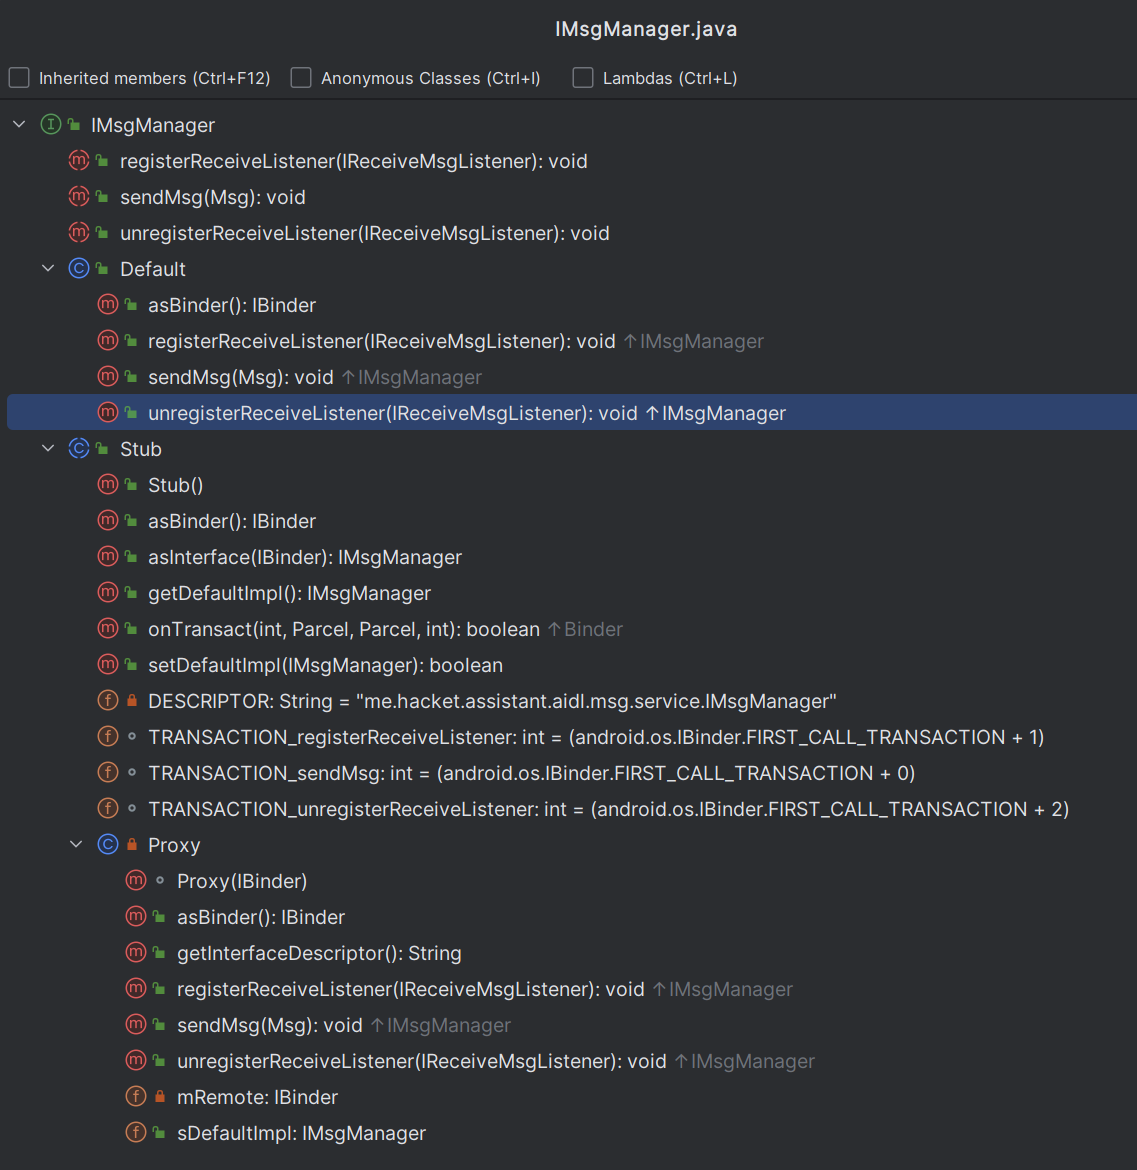 IMsgManager.java
Inherited members (Ctrl+F12) Anonymous Classes (Ctrl+I) Lambdas (Ctrl+L)
IMsgManager
registerReceiveListener(IReceiveMsgListener): void
sendMsg(Msg): void
unregisterReceiveListener(IReceiveMsgListener): void
Default
asBinder(): IBinder
registerReceiveListener(IReceiveMsgListener): void ↑IMsgManager
sendMsg(Msg): void ↑IMsgManager
unregisterReceiveListener(IReceiveMsgListener): void ↑IMsgManager
Stub
Stub()
asBinder(): IBinder
asInterface(IBinder): IMsgManager
getDefaultImpl(): IMsgManager
onTransact(int, Parcel, Parcel, int): boolean ↑Binder
setDefaultImpl(IMsgManager): boolean
DESCRIPTOR: String = "me.hacket.assistant.aidl.msg.service.IMsgManager"
TRANSACTION_registerReceiveListener: int = (android.os.IBinder.FIRST_CALL_TRANSACTION + 1)
TRANSACTION_sendMsg: int = (android.os.IBinder.FIRST_CALL_TRANSACTION + 0)
TRANSACTION_unregisterReceiveListener: int = (android.os.IBinder.FIRST_CALL_TRANSACTION + 2)
Proxy
Proxy(IBinder)
asBinder(): IBinder
getInterfaceDescriptor(): String
registerReceiveListener(IReceiveMsgListener): void ↑IMsgManager
sendMsg(Msg): void ↑IMsgManager
unregisterReceiveListener(IReceiveMsgListener): void ↑IMsgManager
mRemote: IBinder
sDefaultImpl: IMsgManager